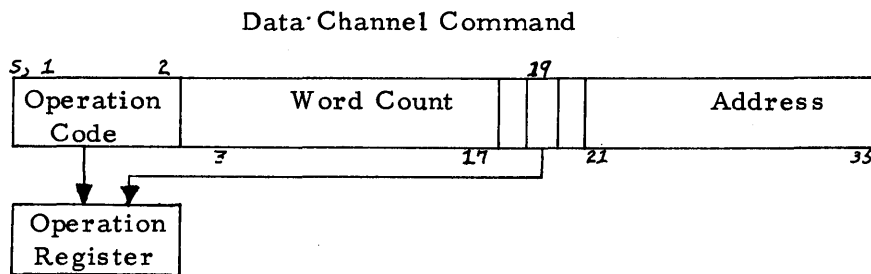 Data Channel Command
S, 1 2 19
Operation Word Count Address
Code
3 17 21 35
Operation
Register